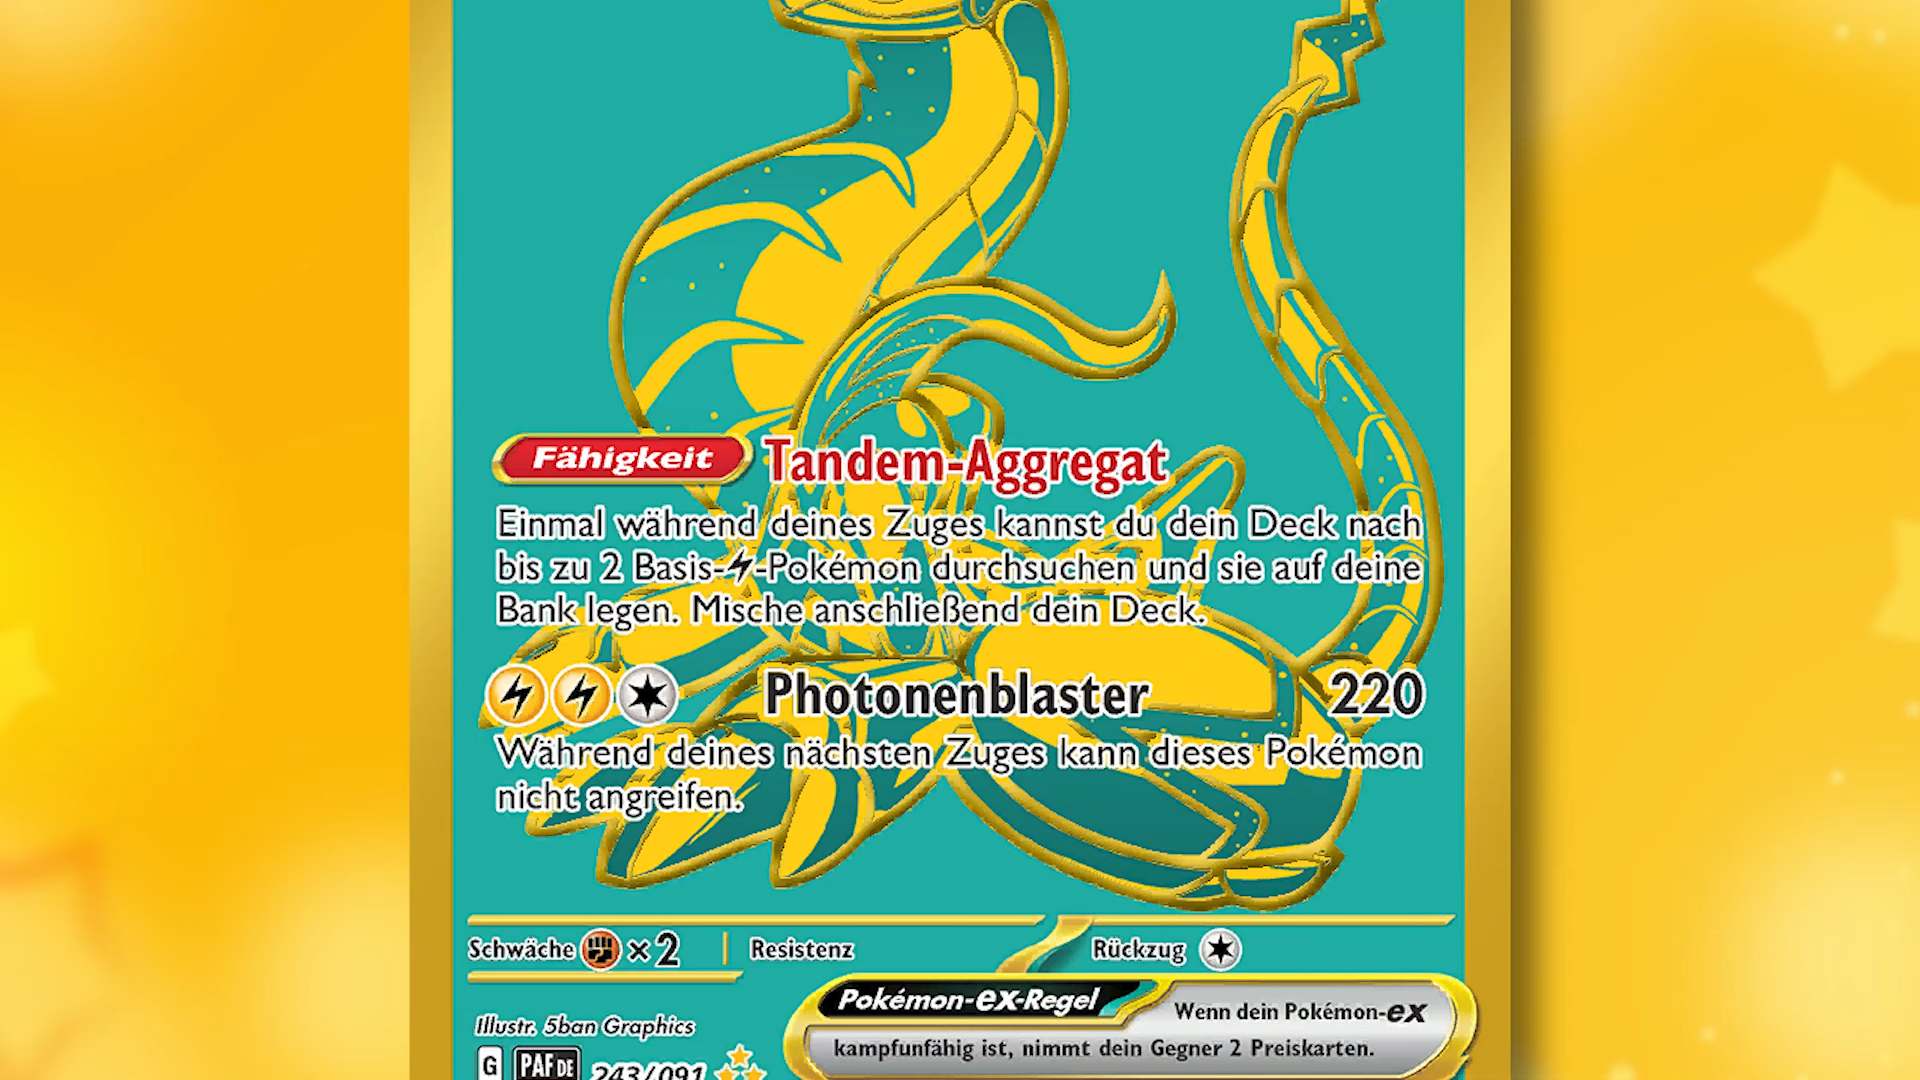 Fähigkeit Tandem-Aggregat
Einmal während deines Zuges kannst du dein Deck nach
bis zu 2 Basis-⚡-Pokémon durchsuchen und sie auf deine
Bank legen. Mische anschließend dein Deck.
Photonenblaster 220
Während deines nächsten Zuges kann dieses Pokémon
nicht angreifen.
Schwäche ×2 Resistenz Rückzug
Pokémon-ex-Regel Wenn dein Pokémon-ex
kampfunfähig ist, nimmt dein Gegner 2 Preiskarten.
Illustr. 5ban Graphics
G PAF DE 243/091